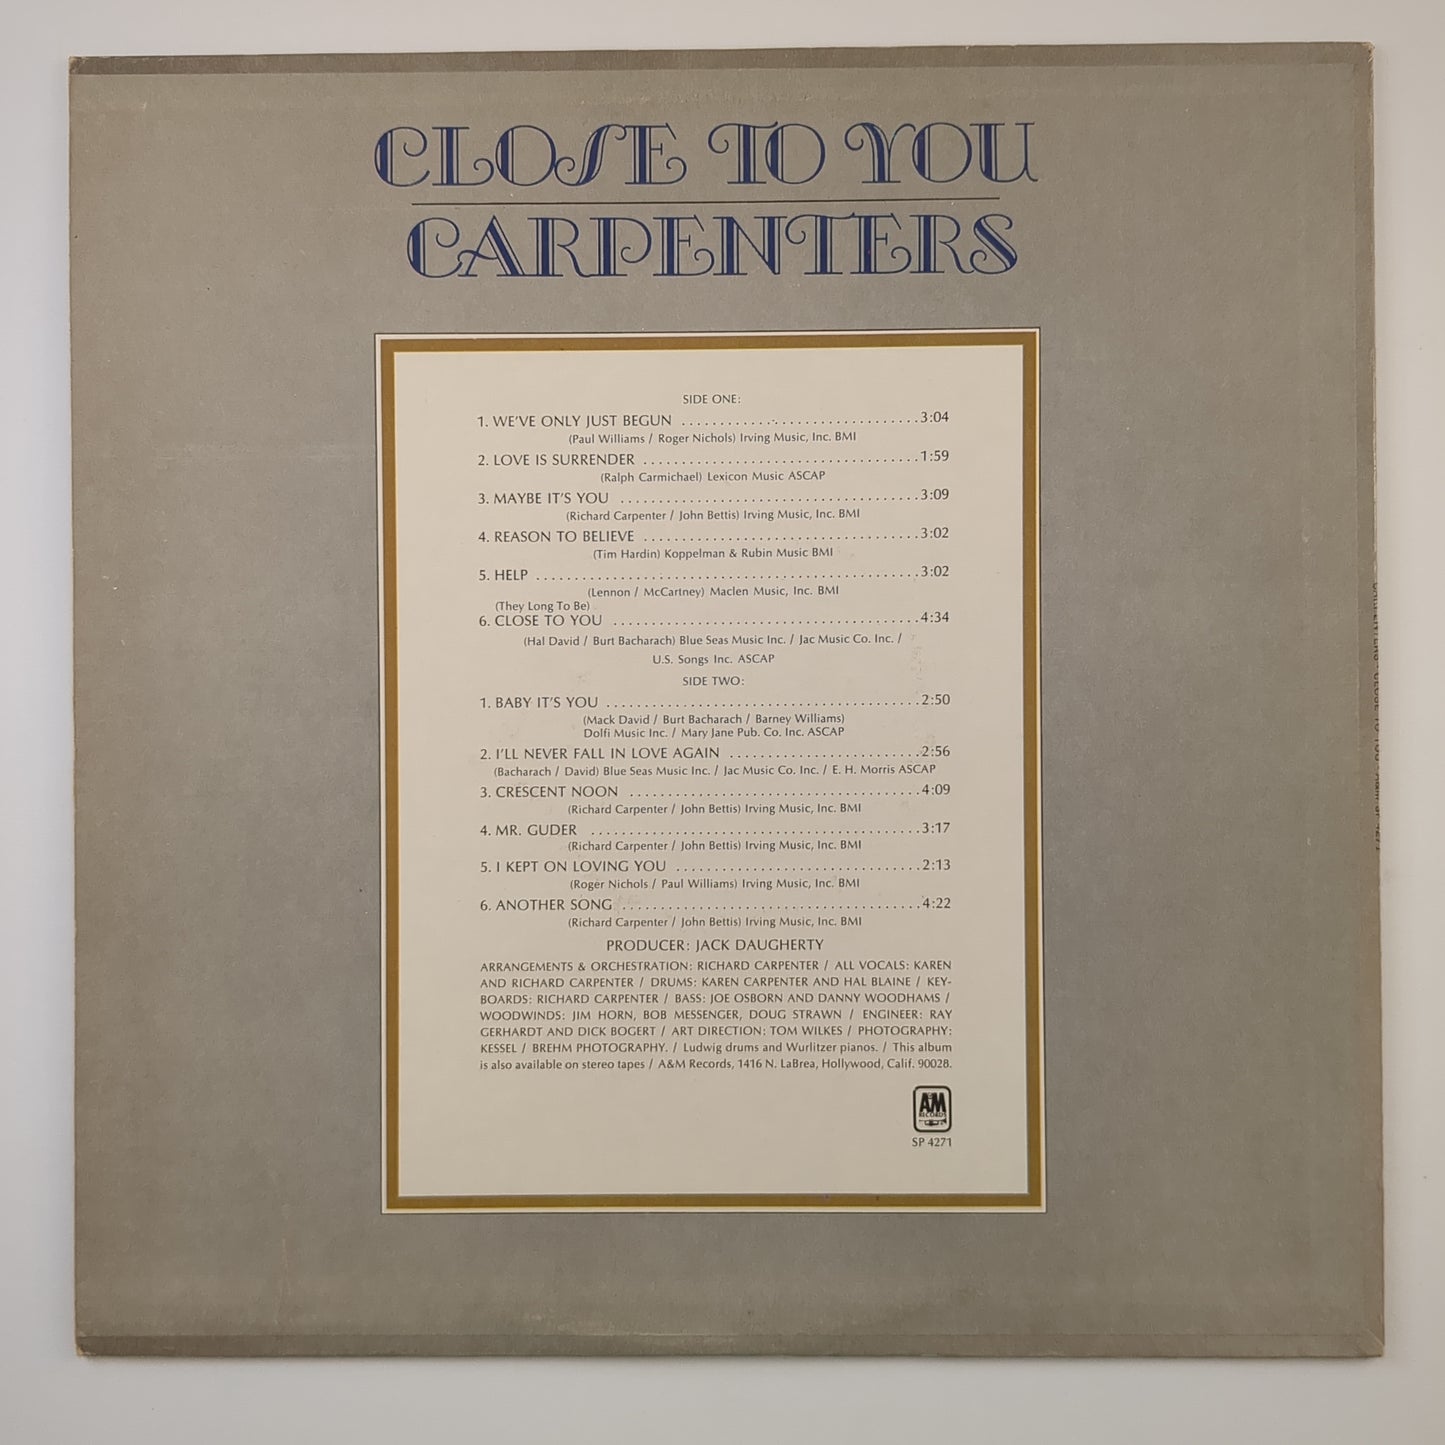 CLOSE TO YOU
CARPENTERS
SIDE ONE:
1. WE'VE ONLY JUST BEGUN ................................3:04
(Paul Williams / Roger Nichols) Irving Music, Inc. BMI
2. LOVE IS SURRENDER .....................................1:59
(Ralph Carmichael) Lexicon Music ASCAP
3. MAYBE IT'S YOU ........................................3:09
(Richard Carpenter / John Bettis) Irving Music, Inc. BMI
4. REASON TO BELIEVE .....................................3:02
(Tim Hardin) Koppelman & Rubin Music BMI
5. HELP ...................................................3:02
(Lennon / McCartney) Maclen Music, Inc. BMI
(They Long To Be)
6. CLOSE TO YOU .........................................4:34
(Hal David / Burt Bacharach) Blue Seas Music Inc. / Jac Music Co. Inc. /
U.S. Songs Inc. ASCAP
SIDE TWO:
1. BABY IT'S YOU ..........................................2:50
(Mack David / Burt Bacharach / Barney Williams)
Dolfi Music Inc. / Mary Jane Pub. Co. Inc. ASCAP
2. I'LL NEVER FALL IN LOVE AGAIN ..........................2:56
(Bacharach / David) Blue Seas Music Inc. / Jac Music Co. Inc. / E. H. Morris ASCAP
3. CRESCENT NOON .......................................4:09
(Richard Carpenter / John Bettis) Irving Music, Inc. BMI
4. MR. GUDER ............................................3:17
(Richard Carpenter / John Bettis) Irving Music, Inc. BMI
5. I KEPT ON LOVING YOU .................................2:13
(Roger Nichols / Paul Williams) Irving Music, Inc. BMI
6. ANOTHER SONG ........................................4:22
(Richard Carpenter / John Bettis) Irving Music, Inc. BMI
PRODUCER: JACK DAUGHERTY
ARRANGEMENTS & ORCHESTRATION: RICHARD CARPENTER / ALL VOCALS: KAREN
AND RICHARD CARPENTER / DRUMS: KAREN CARPENTER AND HAL BLAINE / KEY-
BOARDS: RICHARD CARPENTER / BASS: JOE OSBORN AND DANNY WOODHAMS /
WOODWINDS: JIM HORN, BOB MESSENGER, DOUG STRAWN / ENGINEER: RAY
GERHARDT AND DICK BOGERT / ART DIRECTION: TOM WILKES / PHOTOGRAPHY:
KESSEL / BREHM PHOTOGRAPHY. / Ludwig drums and Wurlitzer pianos. / This album
is also available on stereo tapes / A&M Records, 1416 N. LaBrea, Hollywood, Calif. 90028.
AM
RECORDS
SP 4271